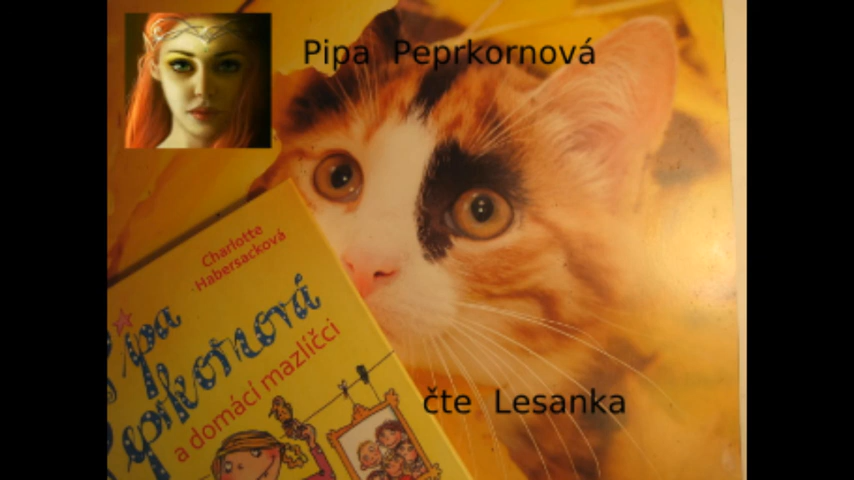 Pipa Peprkornová
Charlotte
Habersacková
Pipa
Peprkornová
a domácí mazlíčci
čte Lesanka